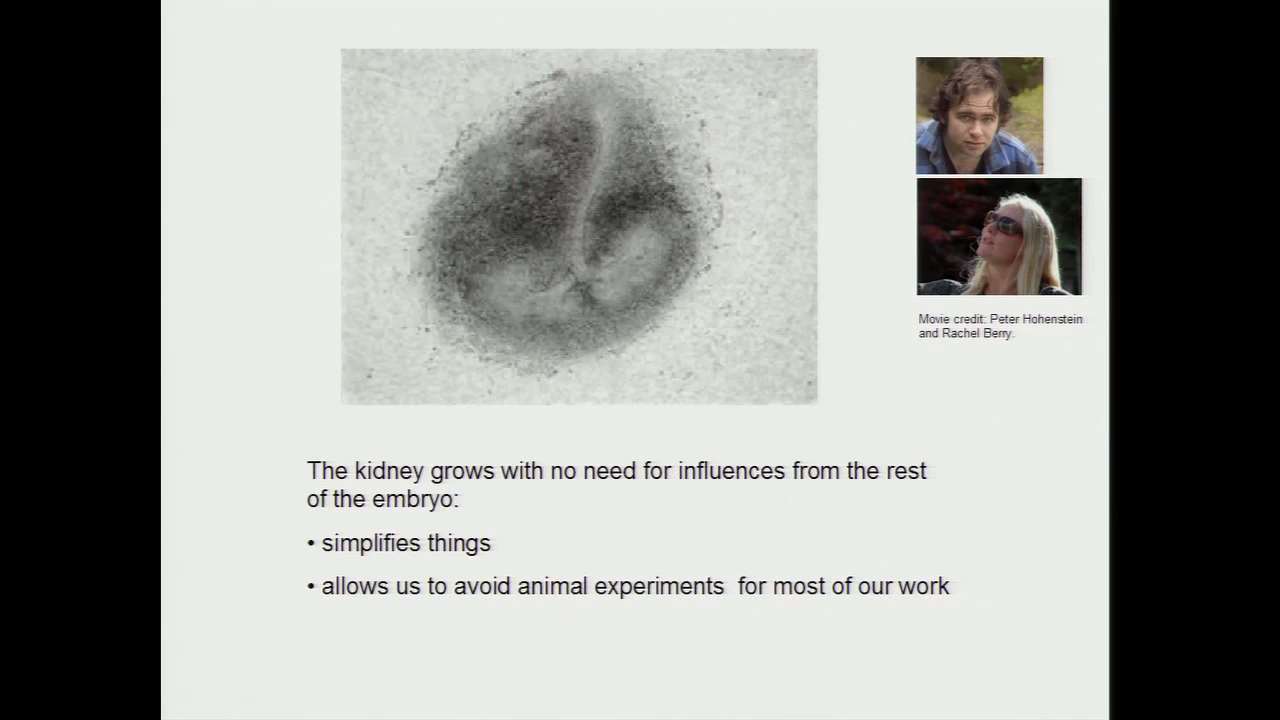 Movie credit: Peter Hohenstein
and Rachel Berry.
The kidney grows with no need for influences from the rest
of the embryo:
• simplifies things
• allows us to avoid animal experiments  for most of our work